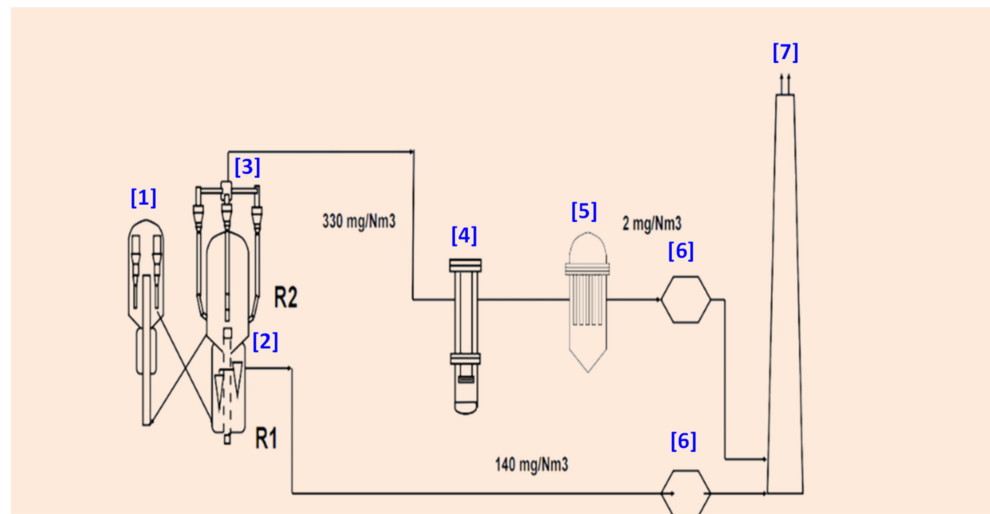 [7]
[3]
[1]
330 mg/Nm3
[5]
2 mg/Nm3
[4]
[6]
R2
[2]
R1
[6]
140 mg/Nm3